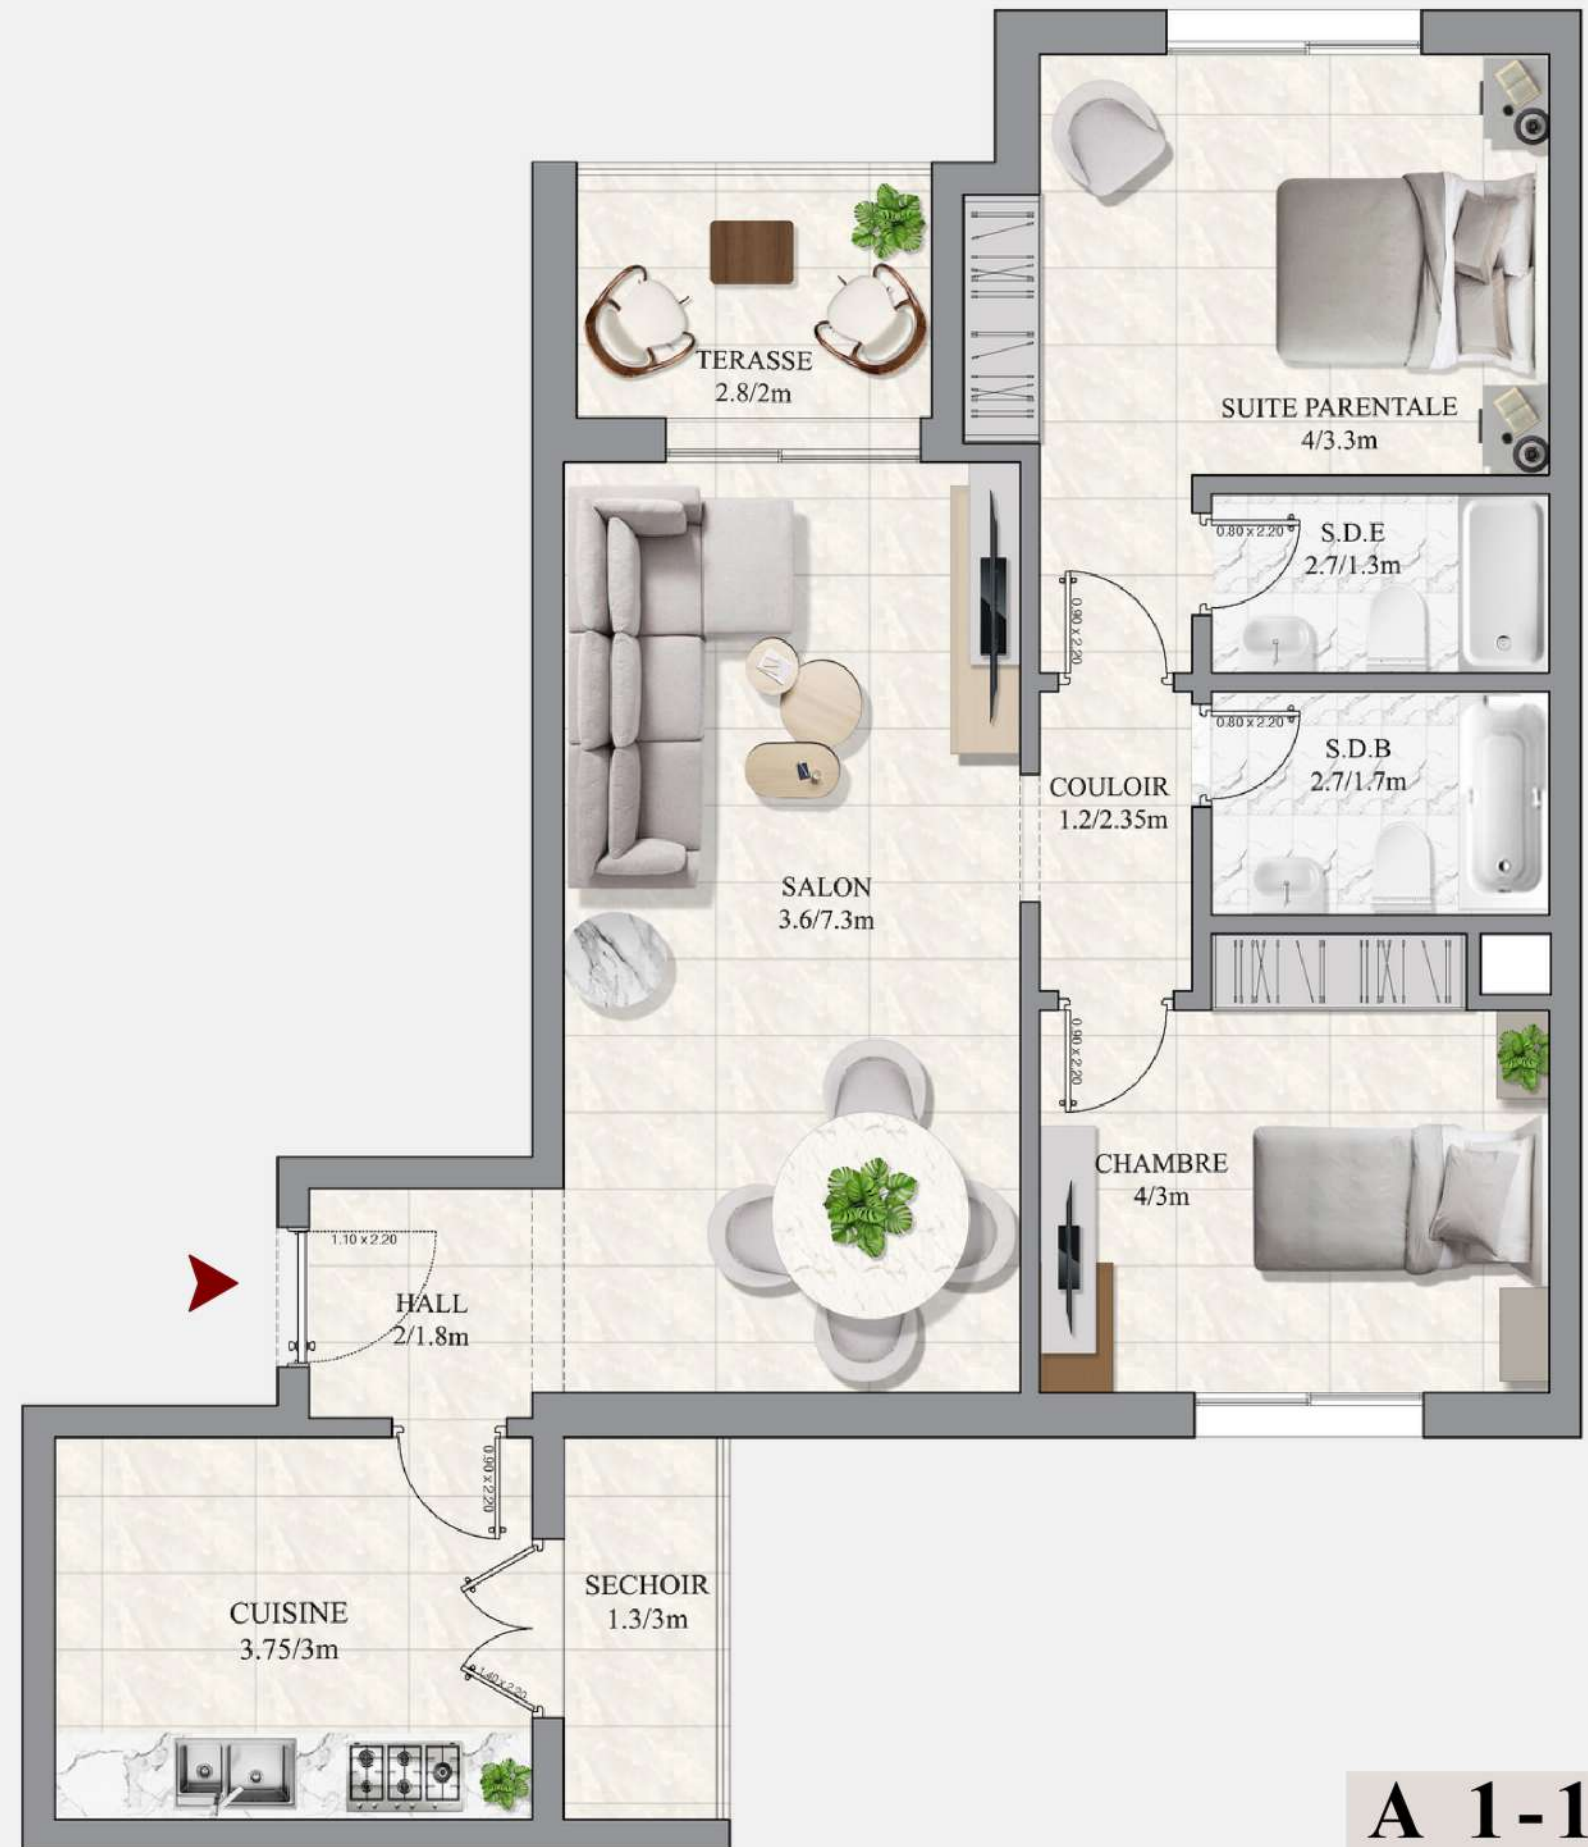 TERASSE
2.8/2m
SUITE PARENTALE
4/3.3m
0.80 x 2.20
S.D.E
2.7/1.3m
0.90 x 2.20
0.80 x 2.20
S.D.B
2.7/1.7m
COULOIR
1.2/2.35m
SALON
3.6/7.3m
0.90 x 2.20
CHAMBRE
4/3m
1.10 x 2.20
HALL
2/1.8m
0.90 x 2.20
SECHOIR
1.3/3m
CUISINE
3.75/3m
1.40 x 2.20
A 1-1